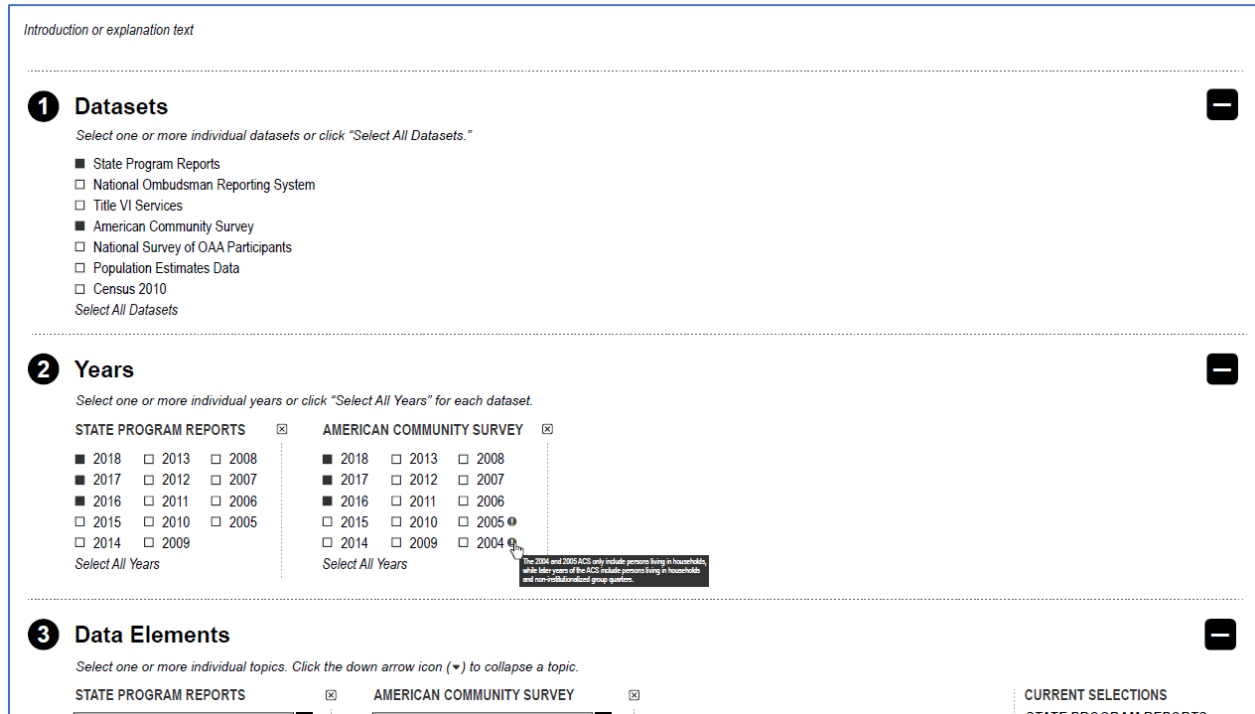 Introduction or explanation text
1 Datasets
Select one or more individual datasets or click “Select All Datasets.”
State Program Reports
National Ombudsman Reporting System
Title VI Services
American Community Survey
National Survey of OAA Participants
Population Estimates Data
Census 2010
Select All Datasets
2 Years
Select one or more individual years or click “Select All Years” for each dataset.
STATE PROGRAM REPORTS
2018 2013 2008
2017 2012 2007
2016 2011 2006
2015 2010 2005
2014 2009
Select All Years
AMERICAN COMMUNITY SURVEY
2018 2013 2008
2017 2012 2007
2016 2011 2006
2015 2010 2005
2014 2009 2004
Select All Years
The 2004 and 2005 ACS only include persons living in households,
while later years of the ACS include persons living in households
and non-institutionalized group quarters.
3 Data Elements
Select one or more individual topics. Click the down arrow icon (▾) to collapse a topic.
STATE PROGRAM REPORTS
AMERICAN COMMUNITY SURVEY
CURRENT SELECTIONS
STATE PROGRAM REPORTS